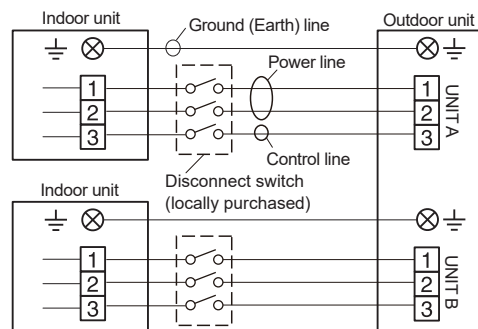 Indoor unit
Outdoor unit
Ground (Earth) line
Power line
1
2
3
1
2
3
UNIT A
Control line
Disconnect switch
(locally purchased)
Indoor unit
1
2
3
1
2
3
UNIT B